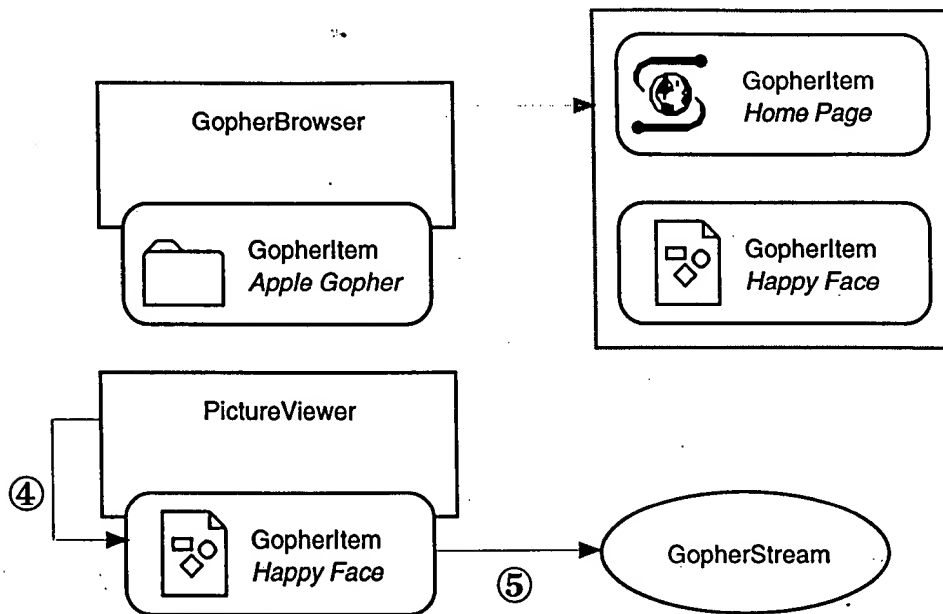 GopherBrowser
GopherItem
Apple Gopher
GopherItem
Home Page
GopherItem
Happy Face
PictureViewer
④
GopherItem
Happy Face
⑤
GopherStream